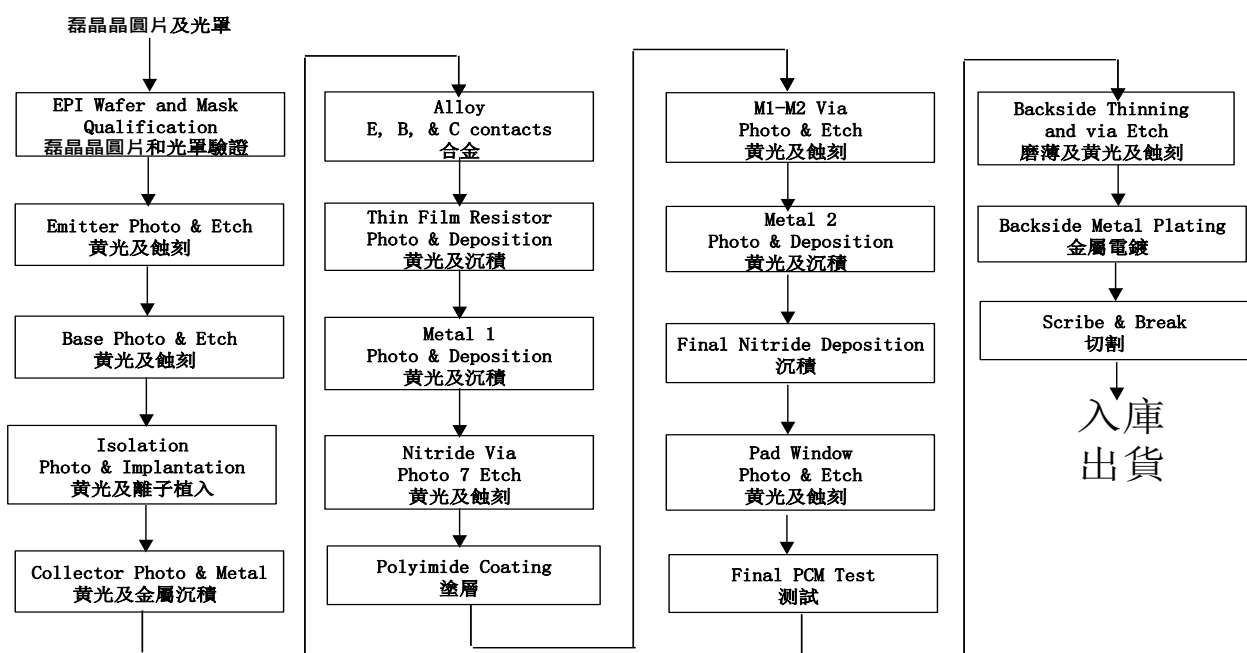 磊晶晶圓片及光罩
EPI Wafer and Mask
Qualification
磊晶晶圓片和光罩驗證
Emitter Photo & Etch
黃光及蝕刻
Base Photo & Etch
黃光及蝕刻
Isolation
Photo & Implantation
黃光及離子植入
Collector Photo & Metal
黃光及金屬沉積
Alloy
E, B, & C contacts
合金
Thin Film Resistor
Photo & Deposition
黃光及沉積
Metal 1
Photo & Deposition
黃光及沉積
Nitride Via
Photo 7 Etch
黃光及蝕刻
Polyimide Coating
塗層
M1-M2 Via
Photo & Etch
黃光及蝕刻
Metal 2
Photo & Deposition
黃光及沉積
Final Nitride Deposition
沉積
Pad Window
Photo & Etch
黃光及蝕刻
Final PCM Test
測試
Backside Thinning
and via Etch
磨薄及黃光及蝕刻
Backside Metal Plating
金屬電鍍
Scribe & Break
切割
入庫
出貨